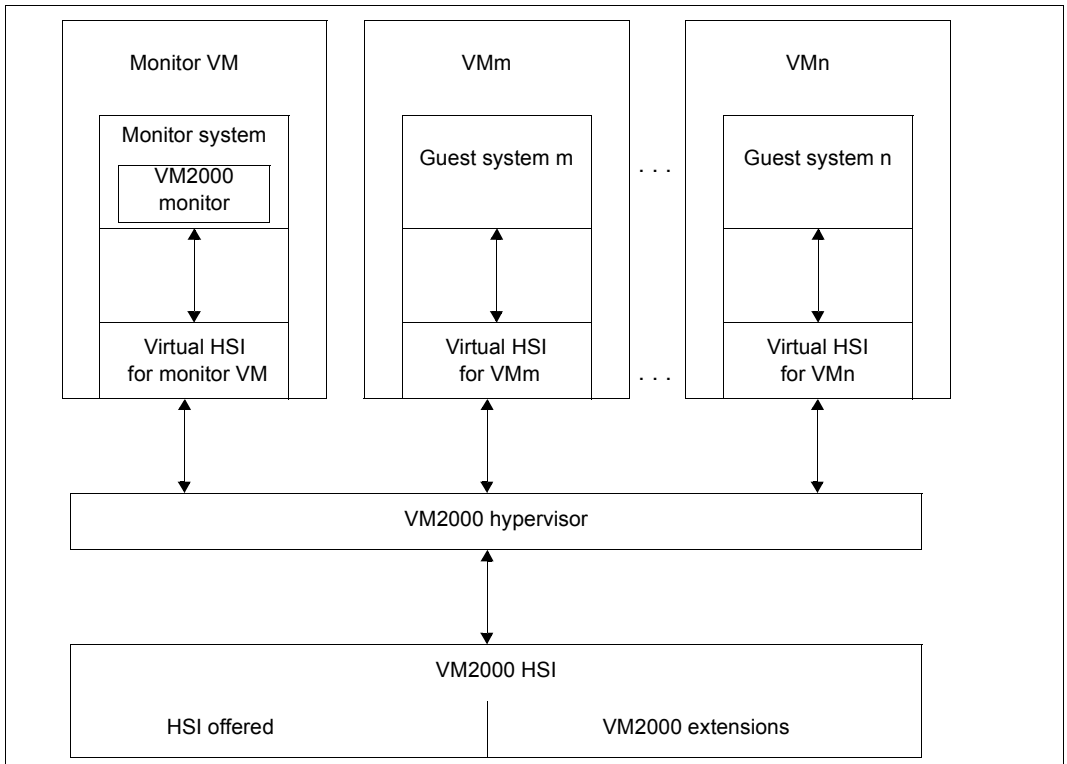 Monitor VM
VMm
VMn
Monitor system
VM2000
monitor
Guest system m
. . .
Guest system n
Virtual HSI
for monitor VM
Virtual HSI
for VMm
. . .
Virtual HSI
for VMn
VM2000 hypervisor
VM2000 HSI
HSI offered
VM2000 extensions